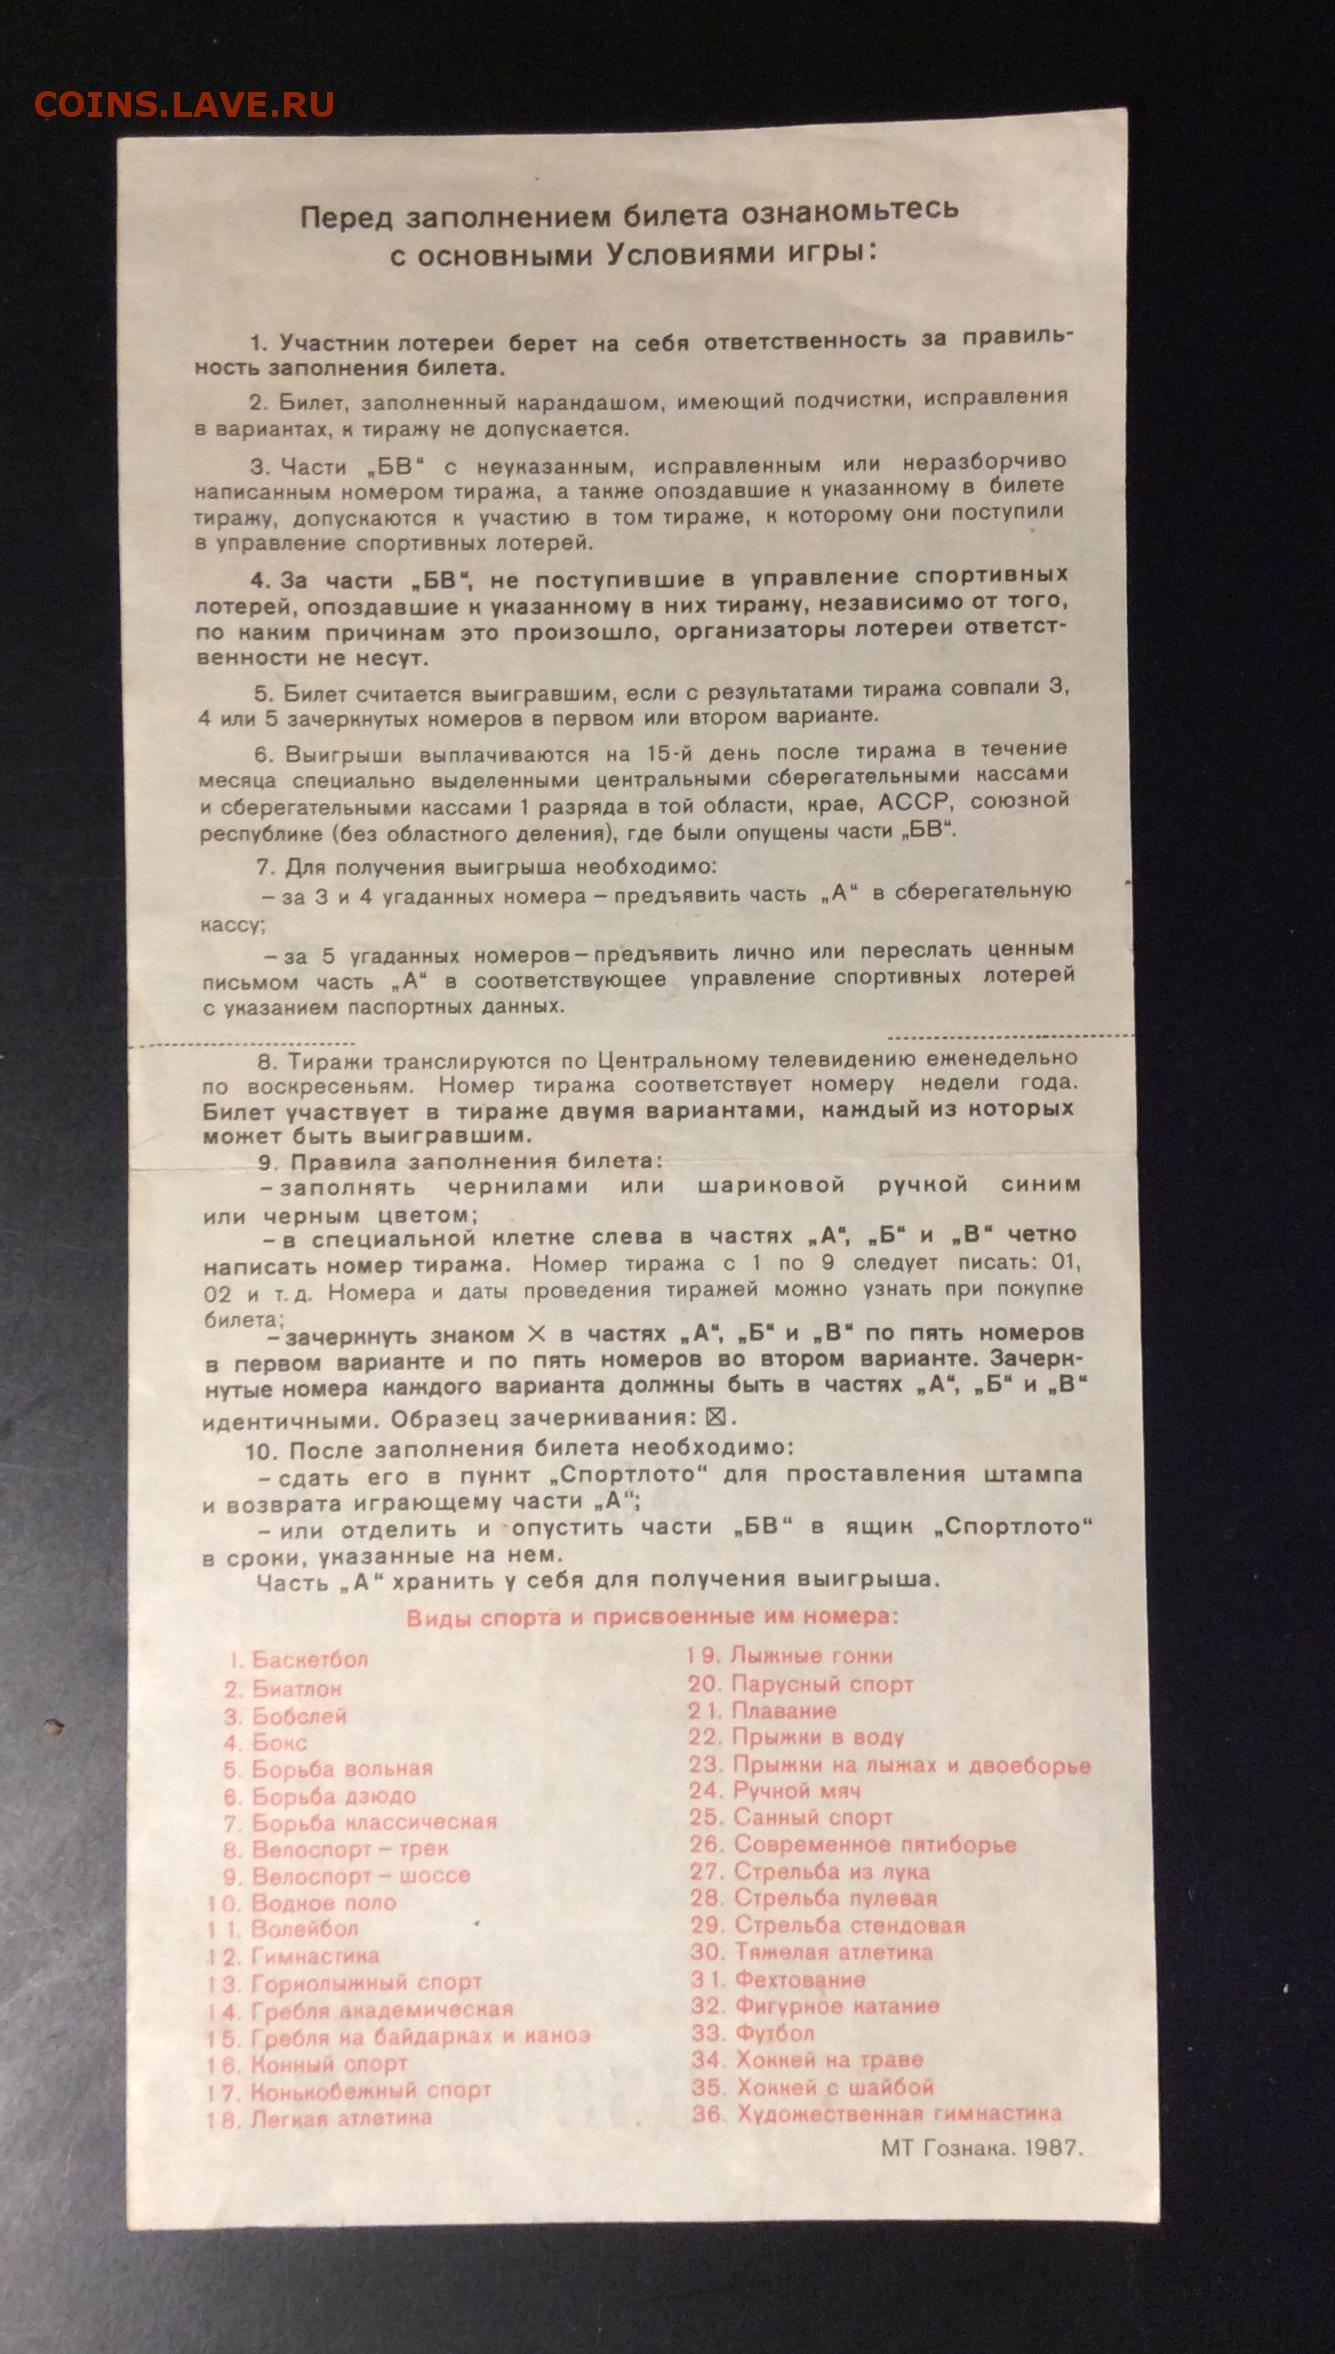 COINS.LAVE.RU
Перед заполнением билета ознакомьтесь
с основными Условиями игры:
1. Участник лотереи берет на себя ответственность за правиль-
ность заполнения билета.
2. Билет, заполненный карандашом, имеющий подчистки, исправления
в вариантах, к тиражу не допускается.
3. Части „БВ“ с неуказанным, исправленным или неразборчиво
написанным номером тиража, а также опоздавшие к указанному в билете
тиражу, допускаются к участию в том тираже, к которому они поступили
в управление спортивных лотерей.
4. За части „БВ“, не поступившие в управление спортивных
лотерей, опоздавшие к указанному в них тиражу, независимо от того,
по каким причинам это произошло, организаторы лотереи ответст-
венности не несут.
5. Билет считается выигравшим, если с результатами тиража совпали 3,
4 или 5 зачеркнутых номеров в первом или втором варианте.
6. Выигрыши выплачиваются на 15-й день после тиража в течение
месяца специально выделенными центральными сберегательными кассами
и сберегательными кассами 1 разряда в той области, крае, АССР, союзной
республике (без областного деления), где были опущены части „БВ“.
7. Для получения выигрыша необходимо:
– за 3 и 4 угаданных номера – предъявить часть „А“ в сберегательную
кассу;
– за 5 угаданных номеров – предъявить лично или переслать ценным
письмом часть „А“ в соответствующее управление спортивных лотерей
с указанием паспортных данных.
8. Тиражи транслируются по Центральному телевидению еженедельно
по воскресеньям. Номер тиража соответствует номеру недели года.
Билет участвует в тираже двумя вариантами, каждый из которых
может быть выигравшим.
9. Правила заполнения билета:
– заполнять чернилами или шариковой ручкой синим
или черным цветом;
– в специальной клетке слева в частях „А“, „Б“ и „В“ четко
написать номер тиража. Номер тиража с 1 по 9 следует писать: 01,
02 и т.д. Номера и даты проведения тиражей можно узнать при покупке
билета;
– зачеркнуть знаком ✕ в частях „А“, „Б“ и „В“ по пять номеров
в первом варианте и по пять номеров во втором варианте. Зачерк-
нутые номера каждого варианта должны быть в частях „А“, „Б“ и „В“
идентичными. Образец зачеркивания: ☒.
10. После заполнения билета необходимо:
– сдать его в пункт „Спортлото“ для проставления штампа
и возврата играющему части „А“;
– или отделить и опустить части „БВ“ в ящик „Спортлото“
в сроки, указанные на нем.
Часть „А“ хранить у себя для получения выигрыша.
Виды спорта и присвоенные им номера:
1. Баскетбол
2. Биатлон
3. Бобслей
4. Бокс
5. Борьба вольная
6. Борьба дзюдо
7. Борьба классическая
8. Велоспорт – трек
9. Велоспорт – шоссе
10. Водное поло
11. Волейбол
12. Гимнастика
13. Горнолыжный спорт
14. Гребля академическая
15. Гребля на байдарках и каноэ
16. Конный спорт
17. Конькобежный спорт
18. Легкая атлетика
19. Лыжные гонки
20. Парусный спорт
21. Плавание
22. Прыжки в воду
23. Прыжки на лыжах и двоеборье
24. Ручной мяч
25. Санный спорт
26. Современное пятиборье
27. Стрельба из лука
28. Стрельба пулевая
29. Стрельба стендовая
30. Тяжелая атлетика
31. Фехтование
32. Фигурное катание
33. Футбол
34. Хоккей на траве
35. Хоккей с шайбой
36. Художественная гимнастика
МТ Гознака. 1987.